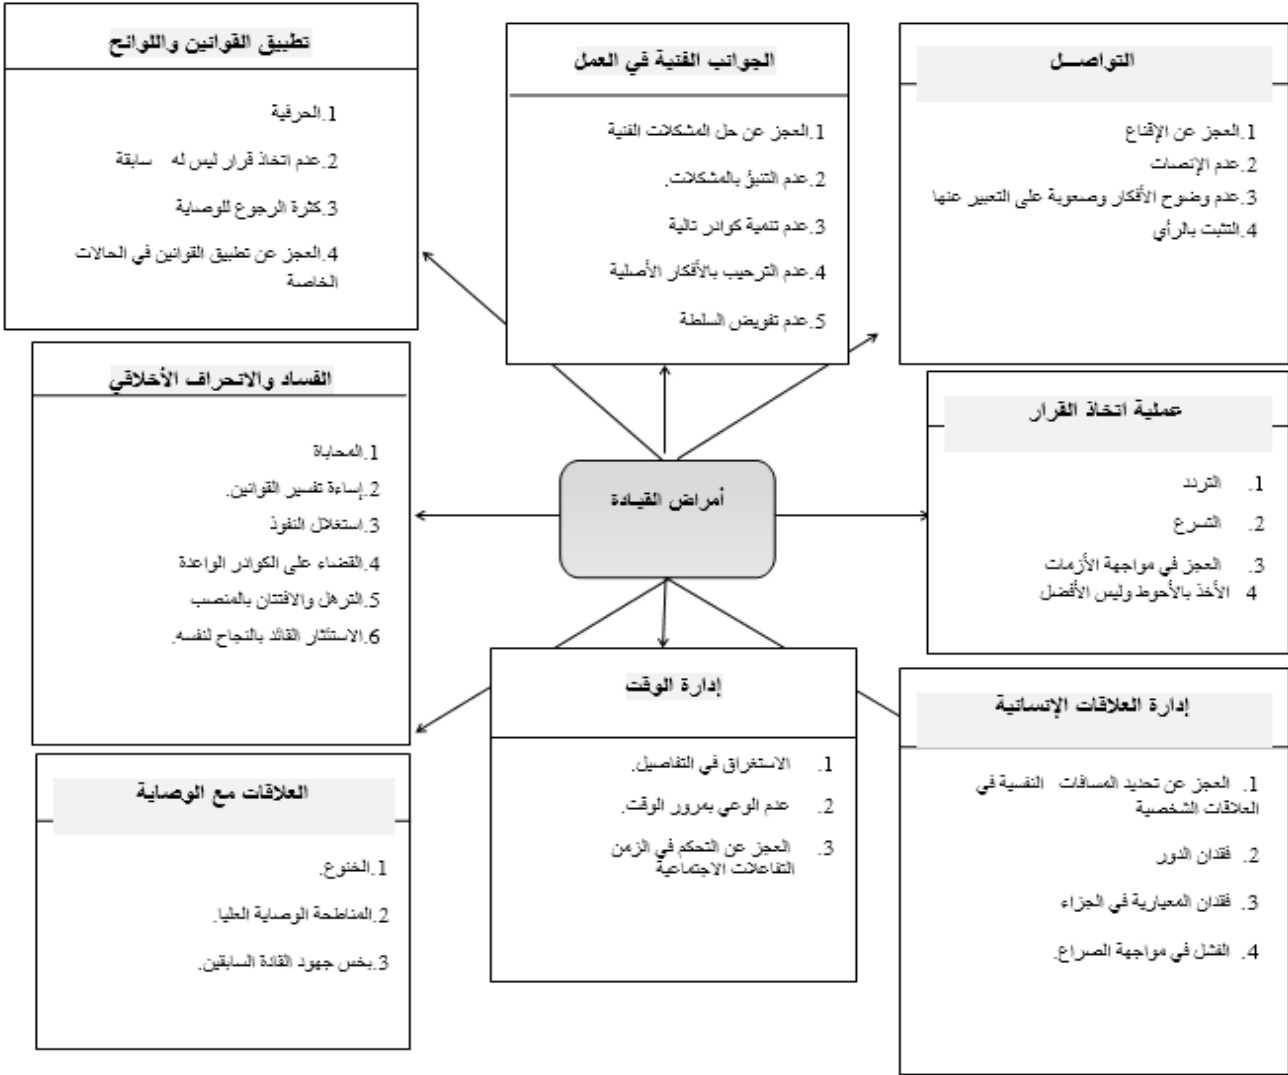 التواصـــل
1.العجز عن الإقناع
2.عدم الإنصات
3.عدم وضوح الأفكار وصعوبة على التعبير عنها
4.التثبت بالرأي
الجوانب الفنية في العمل
1.العجز عن حل المشكلات الفنية
2.عدم التنبؤ بالمشكلات.
3.عدم تنمية كوادر تالية
4.عدم الترحيب بالأفكار الأصلية
5.عدم تفويض السلطة
تطبيق القوانين واللوائح
1.الحرفية
2.عدم اتخاذ قرار ليس له سابقة
3.كثرة الرجوع للوصاية
4.العجز عن تطبيق القوانين في الحالات
الخاصة
عملية اتخاذ القرار
1. التردد
2. التسرع
3. العجز في مواجهة الأزمات
4 الأخذ بالأحوط وليس الأفضل
أمراض القيـادة
الفساد والانحراف الأخلاقي
1.المحاباة
2.إساءة تفسير القوانين.
3.استغلال النفوذ
4.القضاء على الكوادر الواعدة
5.الترهل والافتتان بالمنصب
6.الاستئثار القائد بالنجاح لنفسه.
إدارة العلاقات الإنسانية
1. العجز عن تحديد المسافات النفسية في
العلاقات الشخصية
2. فقدان الدور
3. فقدان المعيارية في الجزاء
4. الفشل في مواجهة الصراع.
إدارة الوقت
1. الاستغراق في التفاصيل.
2. عدم الوعي بمرور الوقت.
3. العجز عن التحكم في الزمن
التفاعلات الاجتماعية
العلاقات مع الوصاية
1.الخنوع.
2.المناطحة الوصاية العليا.
3.بخس جهود القادة السابقين.